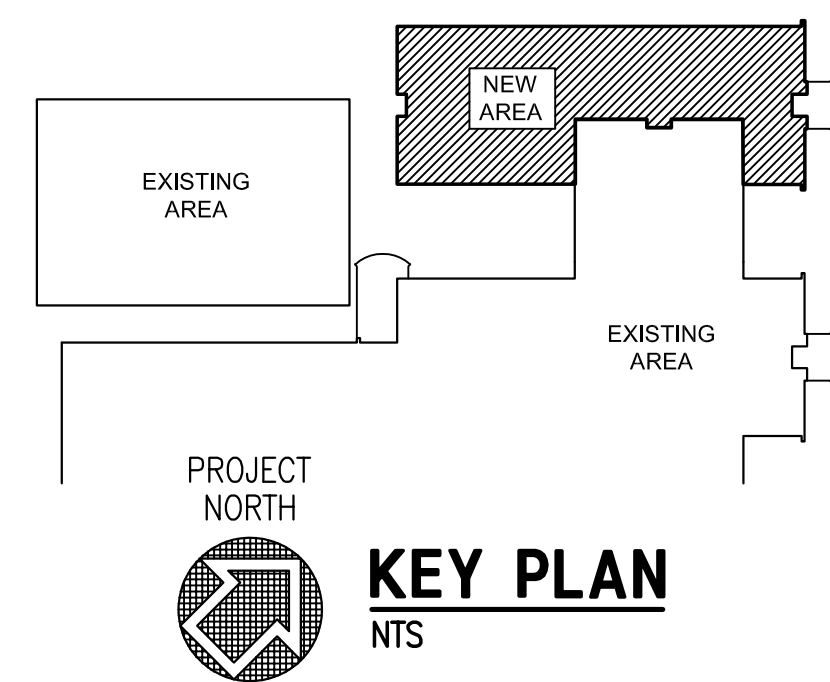 NEW
AREA
EXISTING
AREA
EXISTING
AREA
PROJECT
NORTH
KEY PLAN
NTS